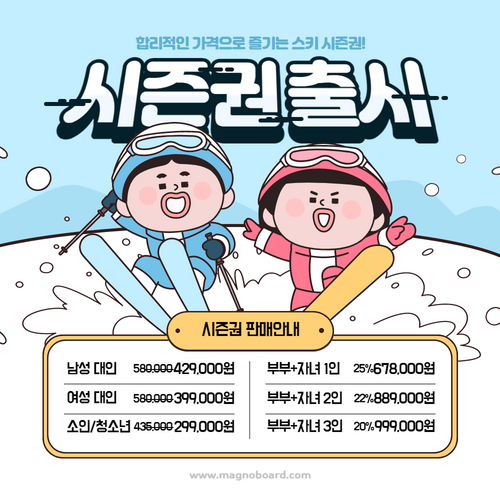 합리적인 가격으로 즐기는 스키 시즌권!
시즌권 출시
시즌권 판매안내
남성 대인 580,000 429,000원
여성 대인 580,000 399,000원
소인/청소년 435,000 299,000원
부부+자녀 1인 25% 678,000원
부부+자녀 2인 22% 889,000원
부부+자녀 3인 20% 999,000원
www.magnoboard.com